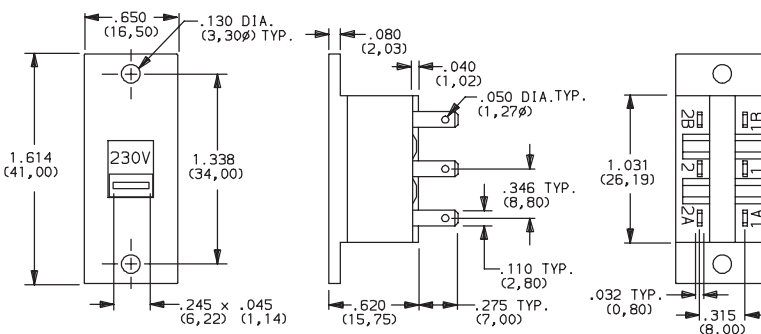 .650
(16,50)
.130 DIA.
(3,30ø) TYP.
.080
(2,03)
.040
(1,02)
.050 DIA.TYP.
(1,27ø)
1.614
(41,00)
230V
1.338
(34,00)
.346 TYP.
(8,80)
1.031
(26,19)
2B
1B
2
1
2A
1A
.110 TYP.
(2,80)
.245 x .045
(6,22) (1,14)
.620
(15,75)
.275 TYP.
(7,00)
.032 TYP.
(0,80)
.315
(8,00)